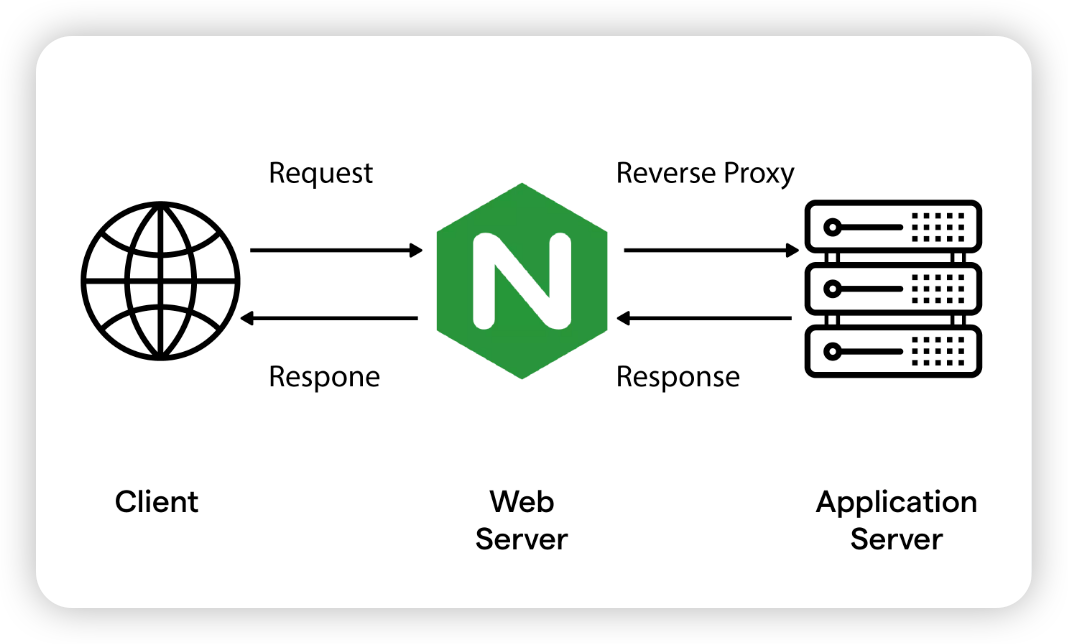 Request
Reverse Proxy
N
Respone
Response
Client
Web
Server
Application
Server